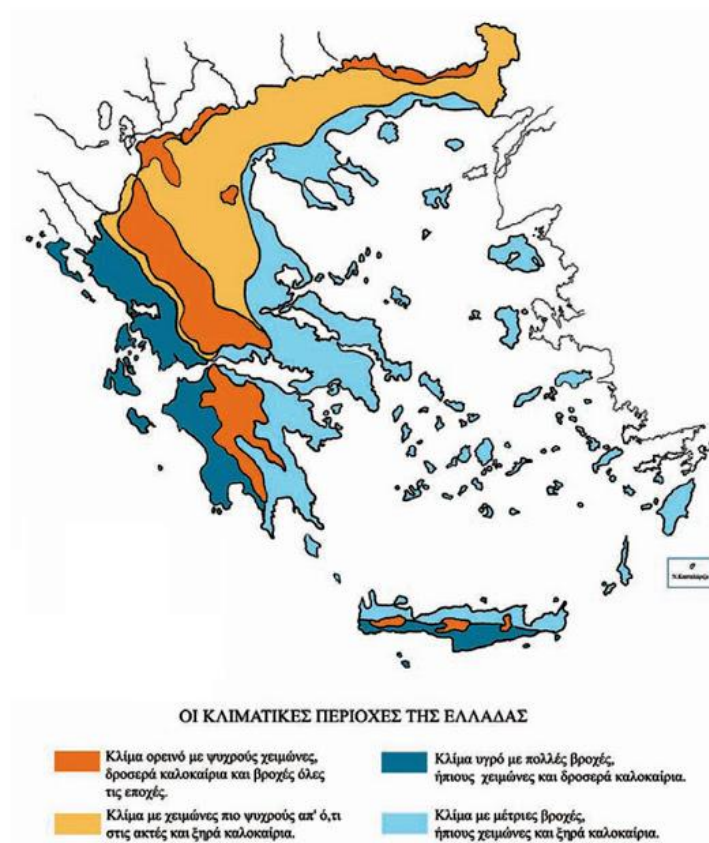 Ν.Καστελόριζο
ΟΙ ΚΛΙΜΑΤΙΚΕΣ ΠΕΡΙΟΧΕΣ ΤΗΣ ΕΛΛΑΔΑΣ
Κλίμα ορεινό με ψυχρούς χειμώνες,
δροσερά καλοκαίρια και βροχές όλες
τις εποχές.
Κλίμα με χειμώνες πιο ψυχρούς απ' ό,τι
στις ακτές και ξηρά καλοκαίρια.
Κλίμα υγρό με πολλές βροχές,
ήπιους χειμώνες και δροσερά καλοκαίρια.
Κλίμα με μέτριες βροχές,
ήπιους χειμώνες και ξηρά καλοκαίρια.